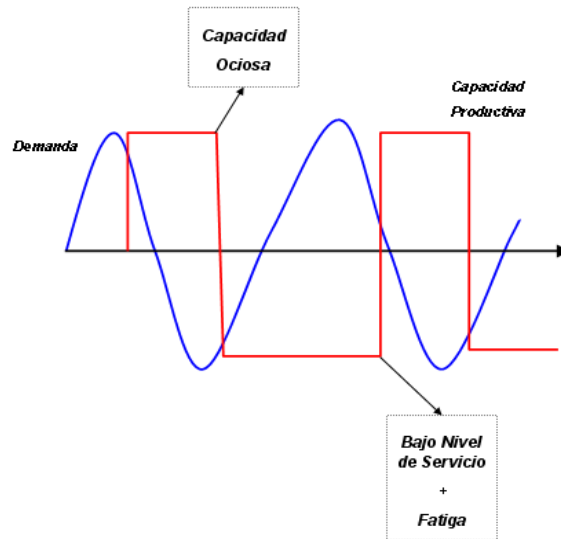 Capacidad
Ociosa
Capacidad
Productiva
Demanda
Bajo Nivel
de Servicio
+
Fatiga